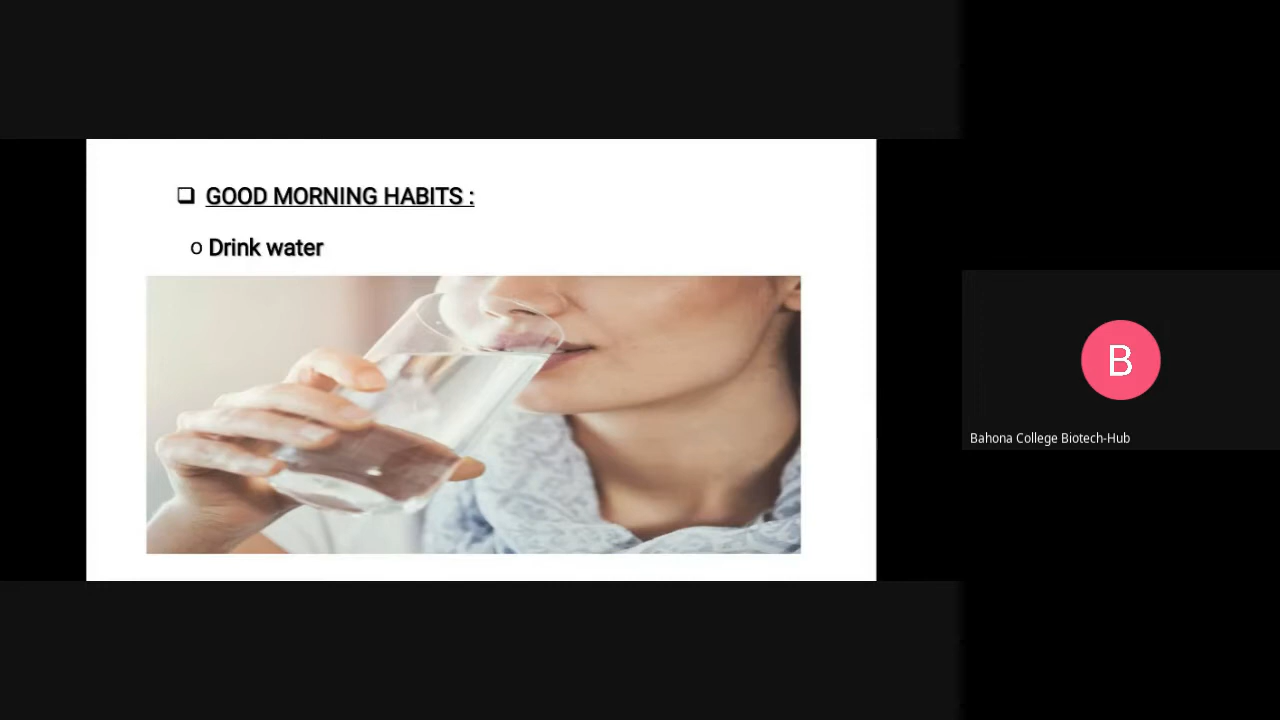 ❑ GOOD MORNING HABITS :
o Drink water
B
Bahona College Biotech-Hub